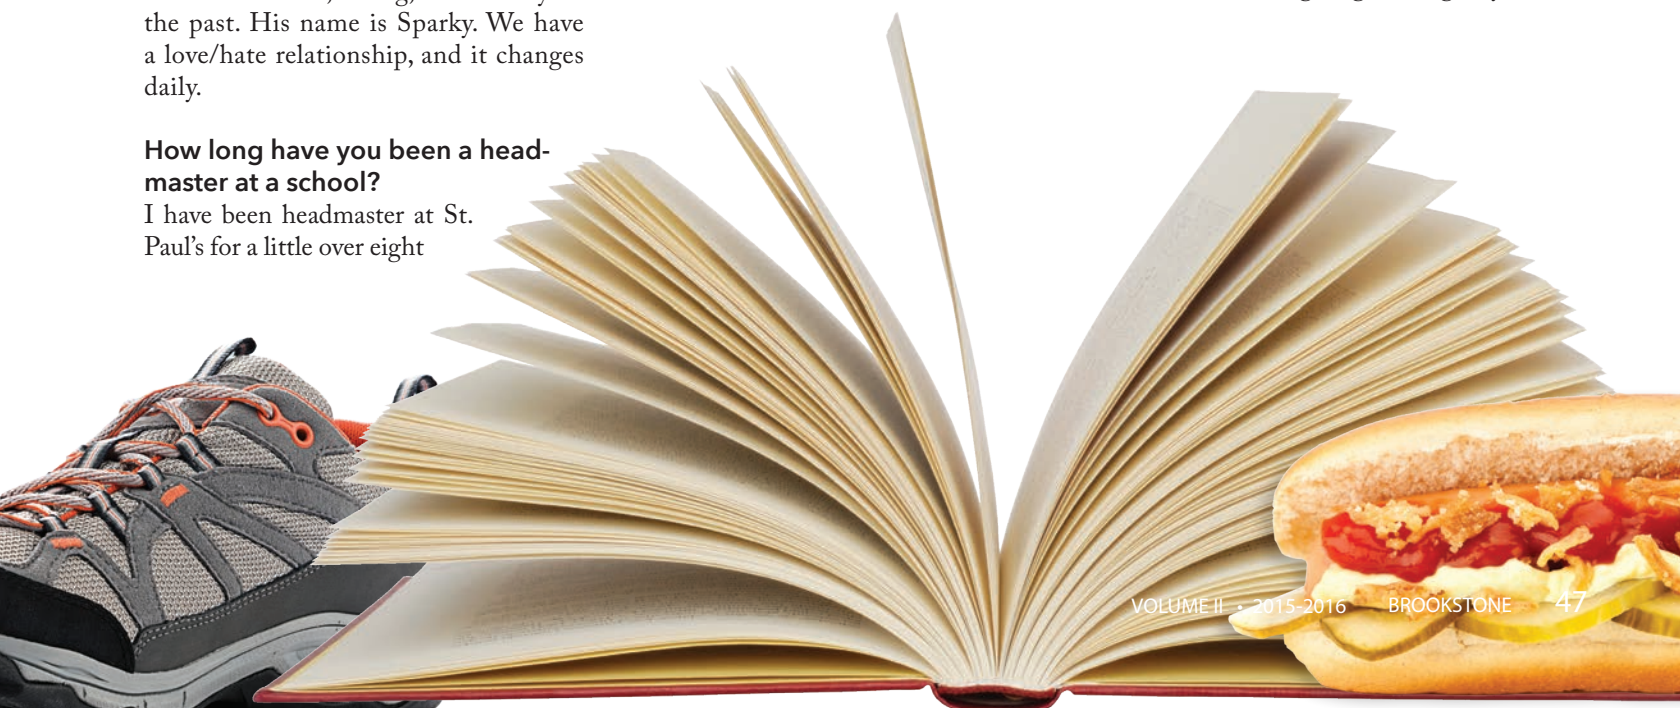 the past. His name is Sparky. We have
a love/hate relationship, and it changes
daily.
How long have you been a head-
master at a school?
I have been headmaster at St.
Paul's for a little over eight
VOLUME II • 2015-2016 BROOKSTONE 47